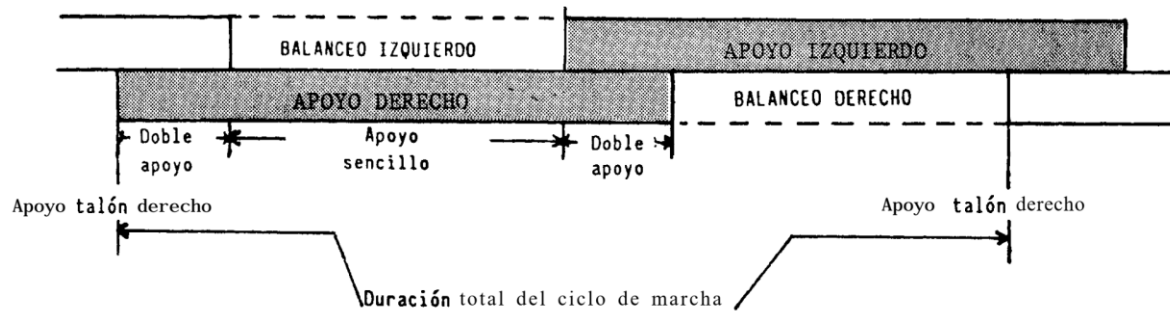 BALANCEO IZQUIERDO
APOYO IZQUIERDO
APOYO DERECHO
BALANCEO DERECHO
Doble
apoyo
Apoyo
sencillo
Doble
apoyo
Apoyo talón derecho
Apoyo talón derecho
Duración total del ciclo de marcha